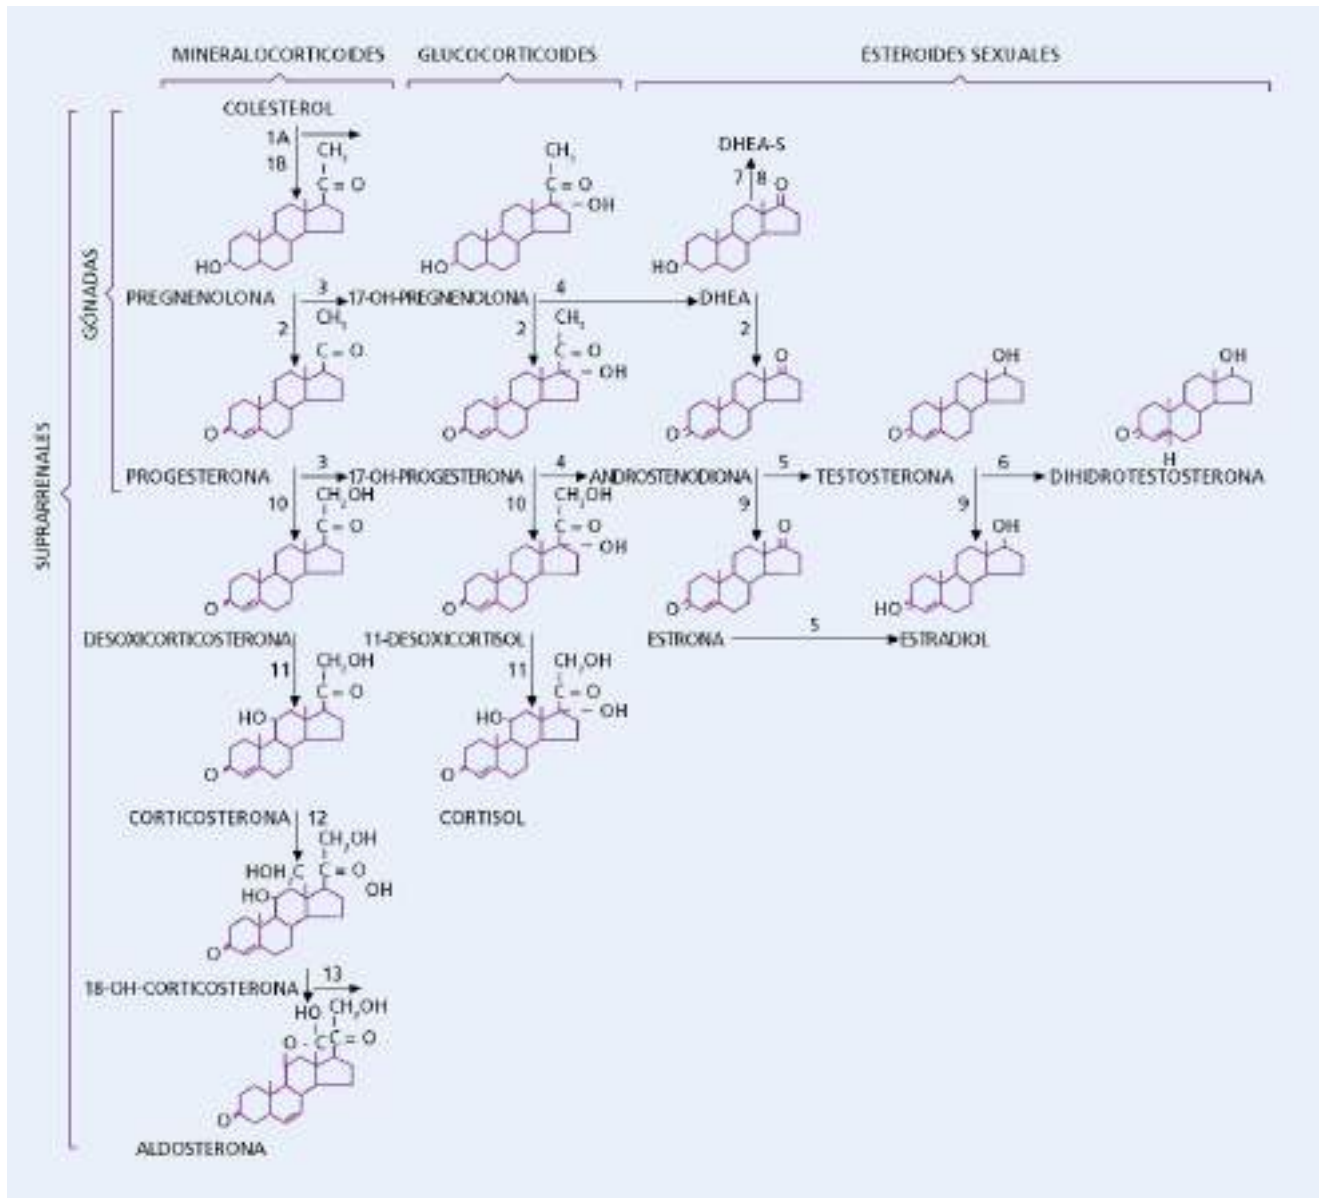 MINERALOCORTICOIDES GLUCOCORTICOIDES ESTEROIDES SEXUALES
COLESTEROL
1A
1B
CH3 CH3 DHEA-S
C = O C = O 7 8 O
OH
HO HO HO
PREGNENOLONA 3 17-OH-PREGNENOLONA 4 DHEA
2 CH3 2 CH3 2
C = O C = O O OH OH
OH
O O O O O
H
PROGESTERONA 3 17-OH-PROGESTERONA 4 ANDROSTENODIONA 5 TESTOSTERONA 6 DIHIDROTESTOSTERONA
10 CH2OH 10 CH2OH 9 9
C = O C = O O OH
OH
O O O HO
DESOXICORTICOSTERONA 11-DESOXICORTISOL ESTRONA 5 ESTRADIOL
11 CH2OH 11 CH2OH
C = O C = O
HO HO OH
O O
CORTICOSTERONA 12 CORTISOL
CH2OH
HOH2C C = O
HO OH
O
18-OH-CORTICOSTERONA 13
HO CH2OH
O - C C = O
O
ALDOSTERONA
GÓNADAS
SUPRARRENALES